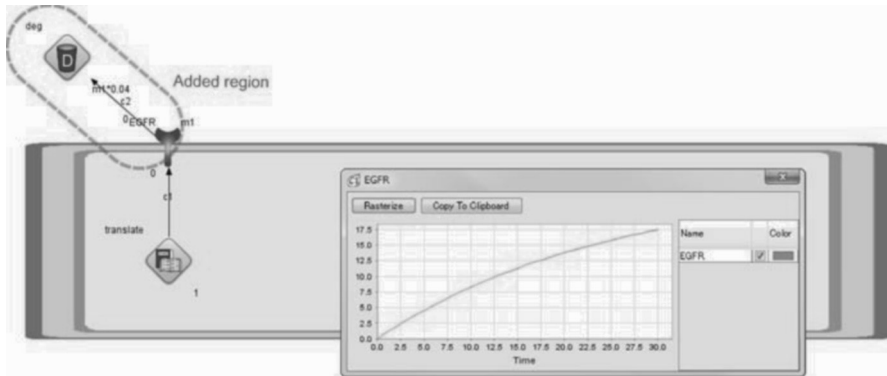 deg
D
Added region
m1*0.04
c2
0
EGFR
m1
0
c1
translate
1
EGFR
Rasterize
Copy To Clipboard
17.5
15.0
12.5
10.0
7.5
5.0
2.5
0.0
0.0 2.5 5.0 7.5 10.0 12.5 15.0 17.5 20.0 22.5 25.0 27.5 30.0
Time
Name Color
EGFR